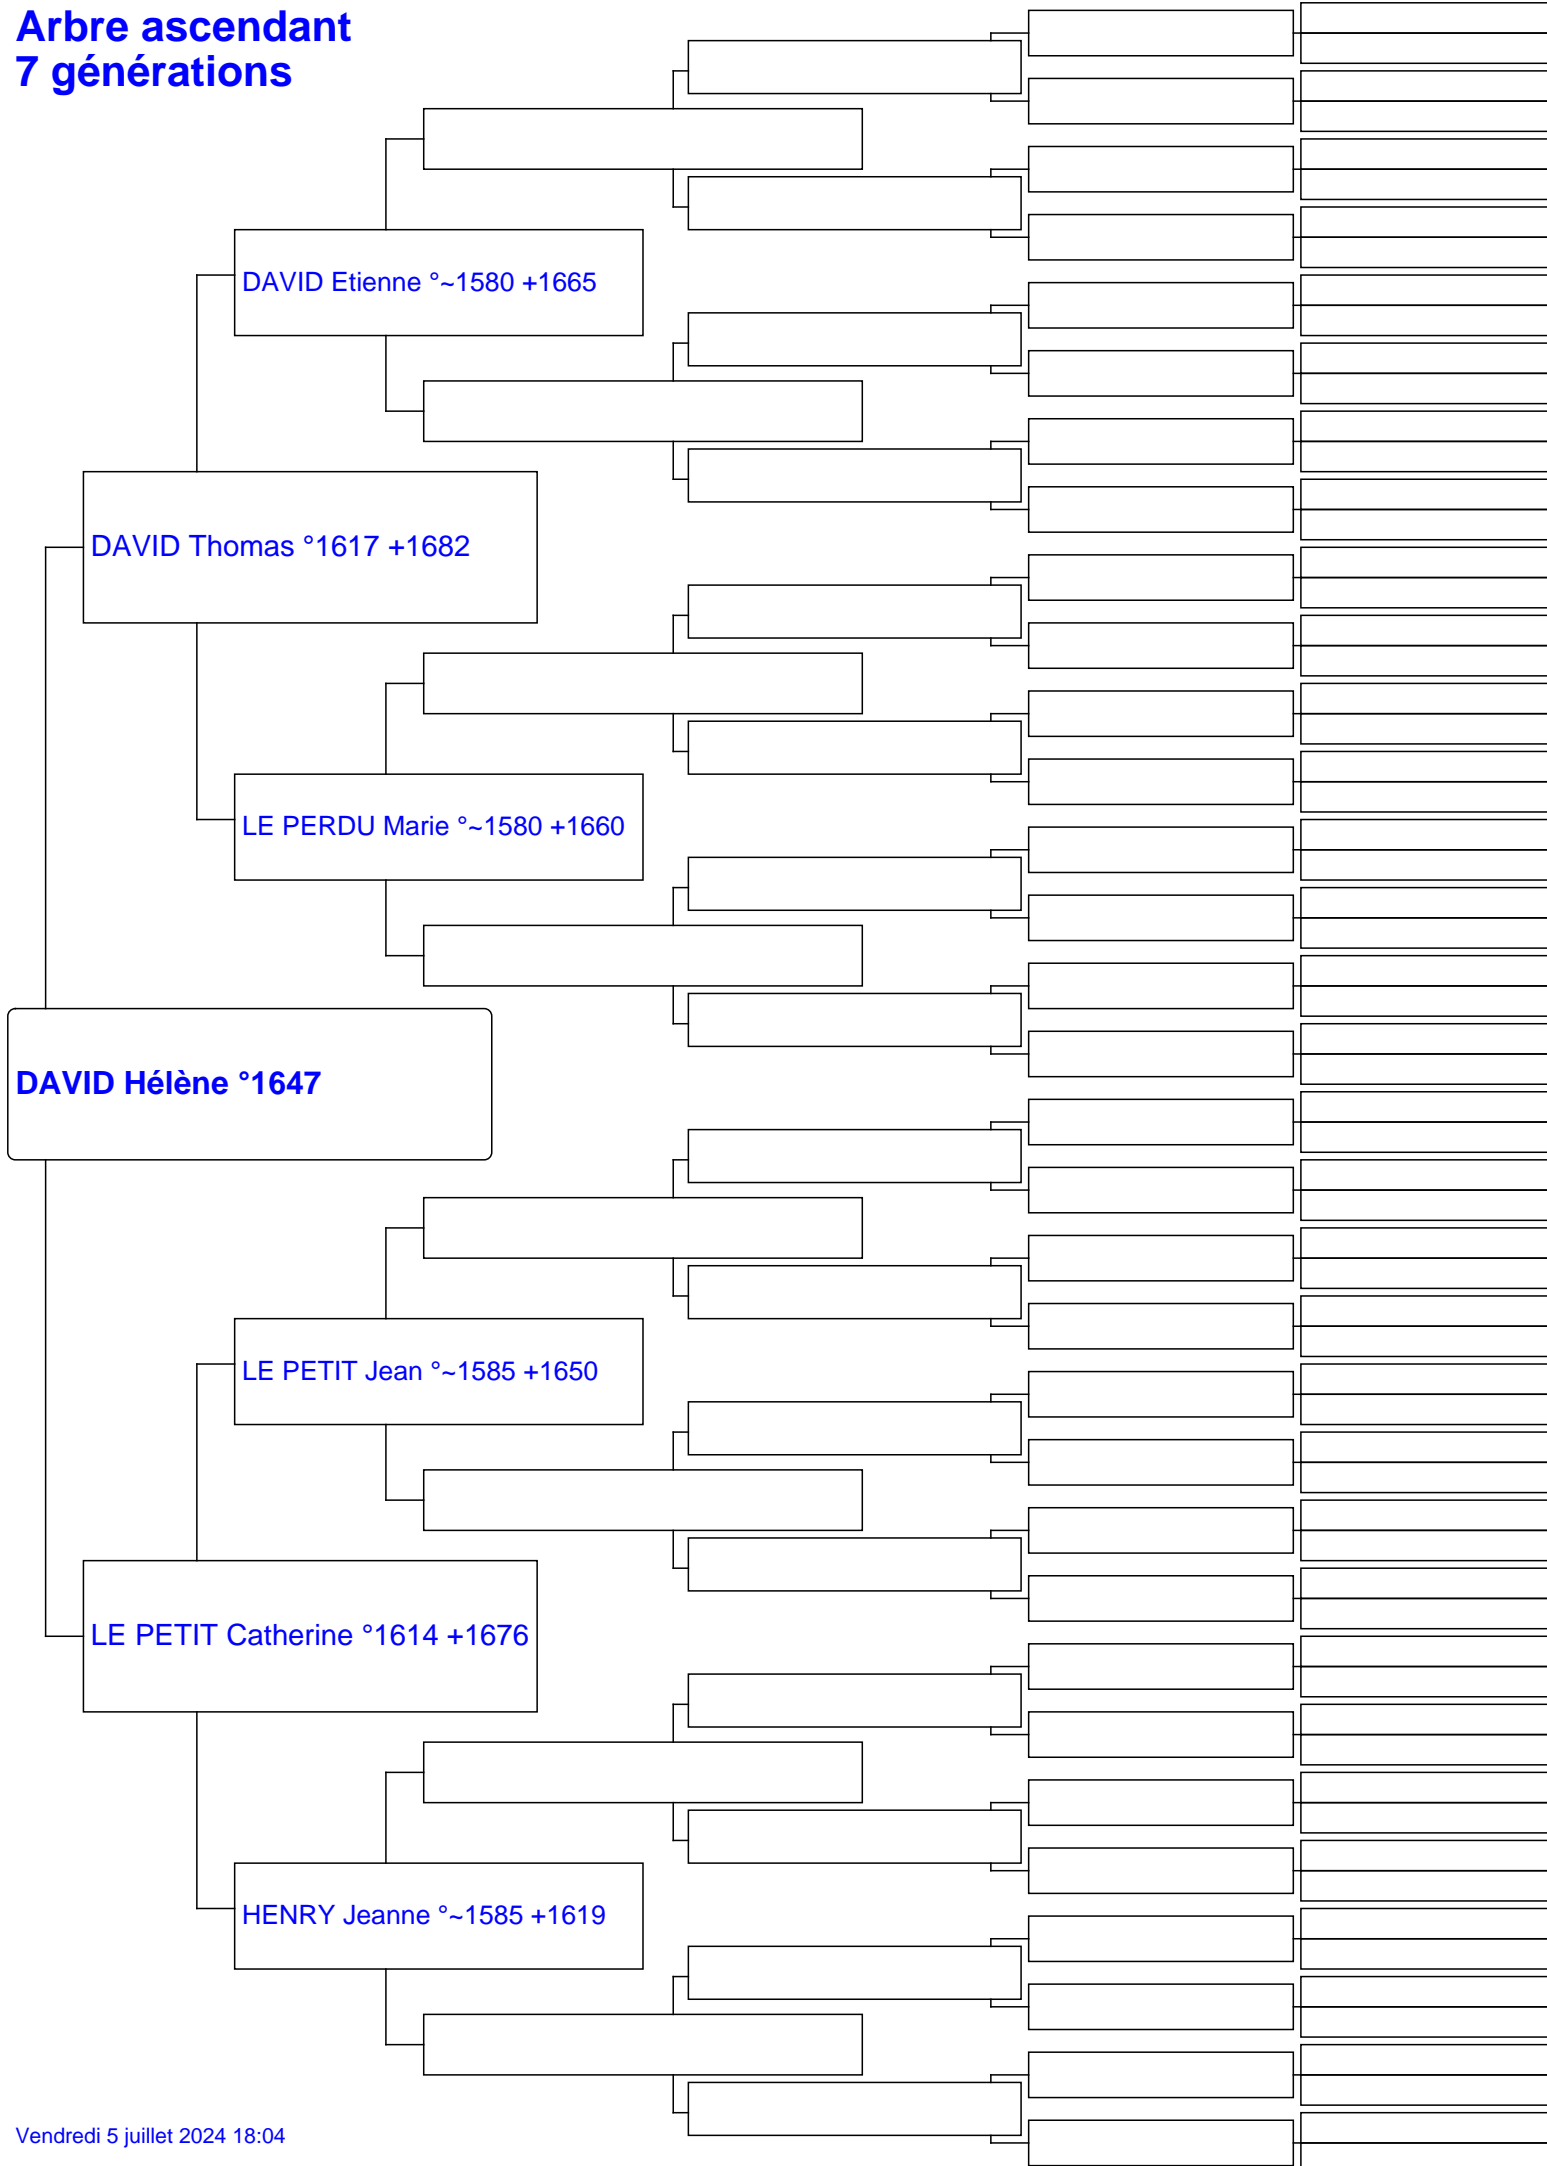 Arbre ascendant
7 générations
DAVID Etienne °~1580 +1665
DAVID Thomas °1617 +1682
LE PERDU Marie °~1580 +1660
DAVID Hélène °1647
LE PETIT Jean °~1585 +1650
LE PETIT Catherine °1614 +1676
HENRY Jeanne °~1585 +1619
Vendredi 5 juillet 2024 18:04